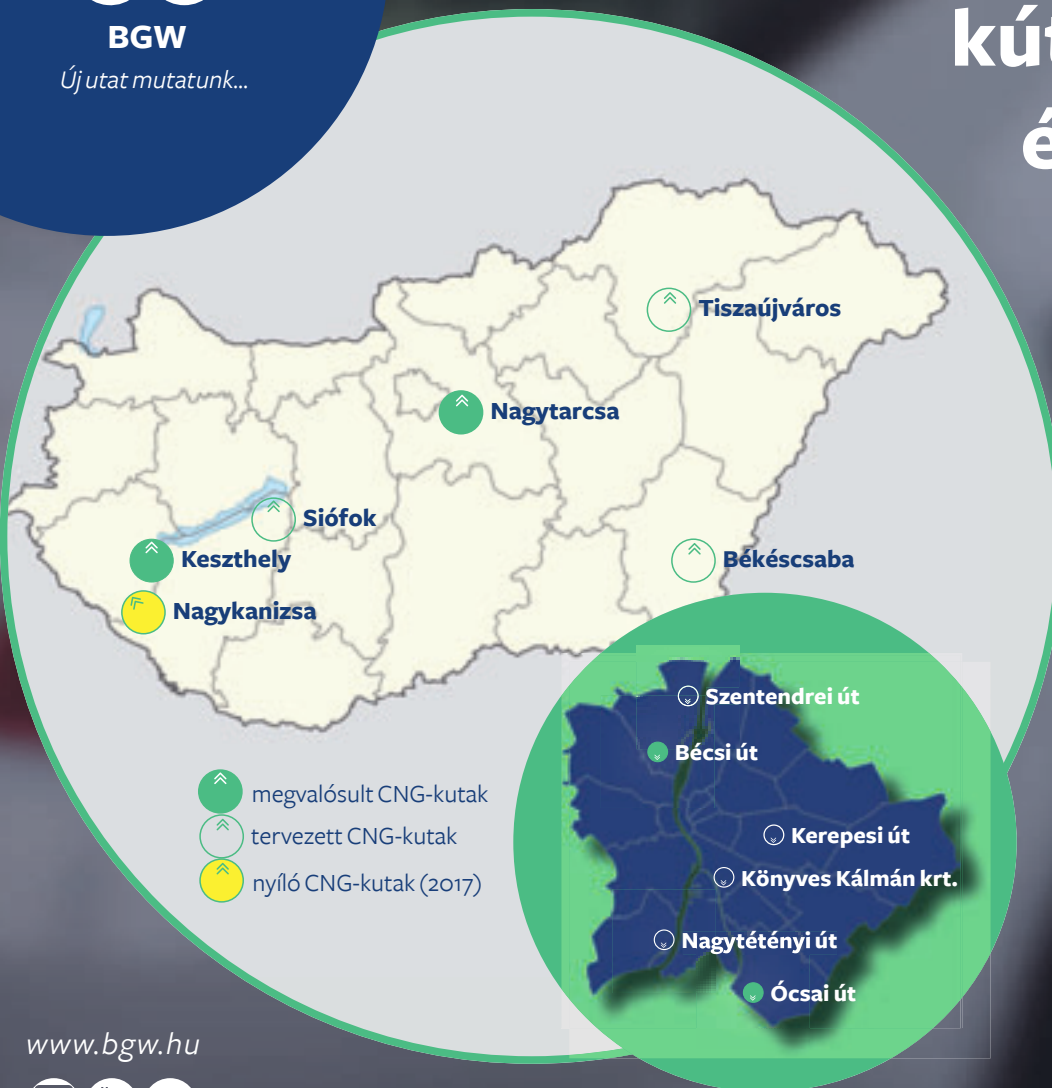 BGW
Új utat mutatunk...
Tiszaújváros
Nagytarcsa
Siófok
Keszthely
Békéscsaba
Nagykanizsa
Szentendrei út
Bécsi út
megvalósult CNG-kutak
Kerepesi út
tervezett CNG-kutak
Könyves Kálmán krt.
nyíló CNG-kutak (2017)
Nagytétényi út
Ócsai út
www.bgw.hu